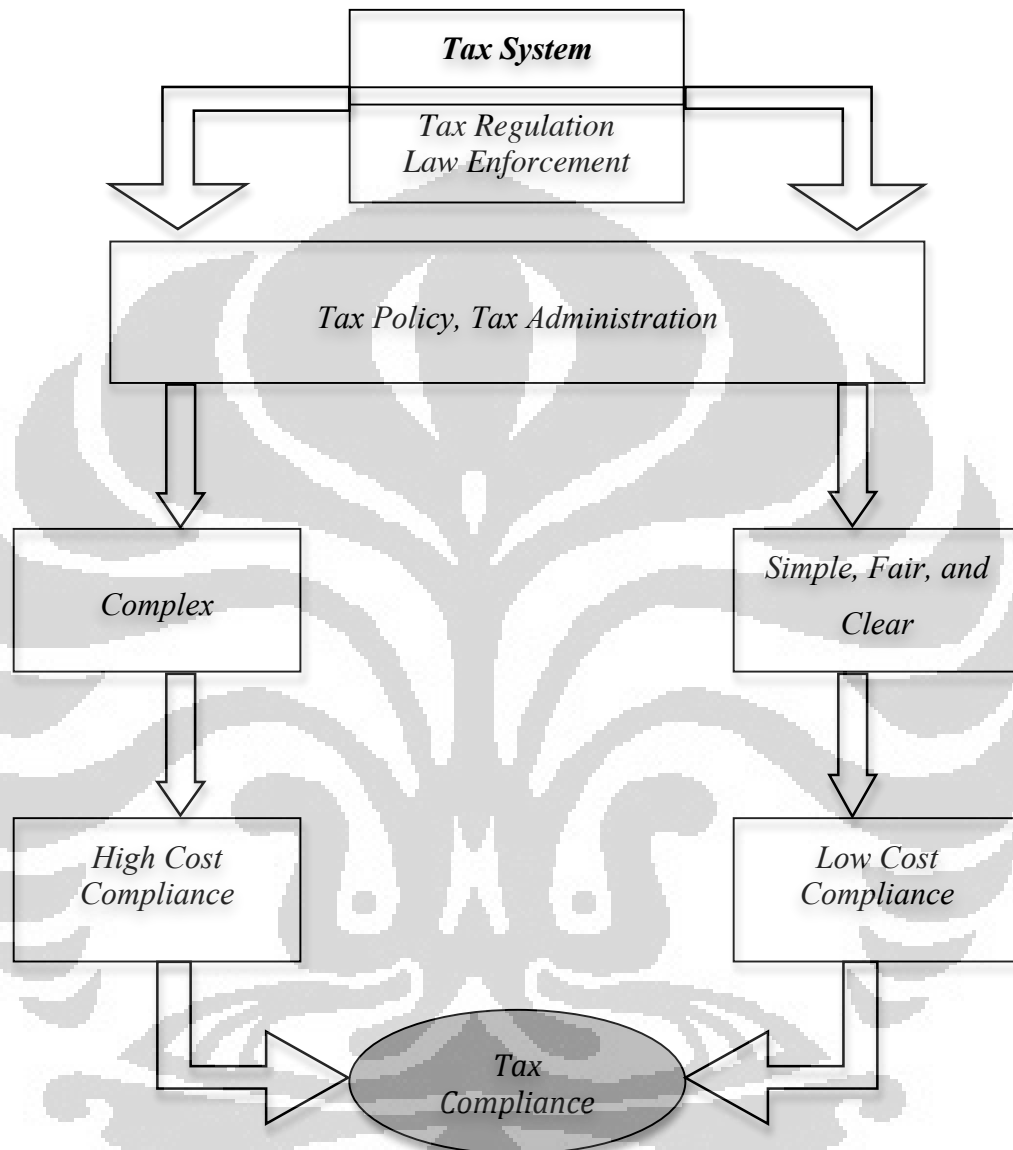 Tax System
Tax Regulation
Law Enforcement
Tax Policy, Tax Administration
Complex
Simple, Fair, and
Clear
High Cost
Compliance
Low Cost
Compliance
Tax
Compliance